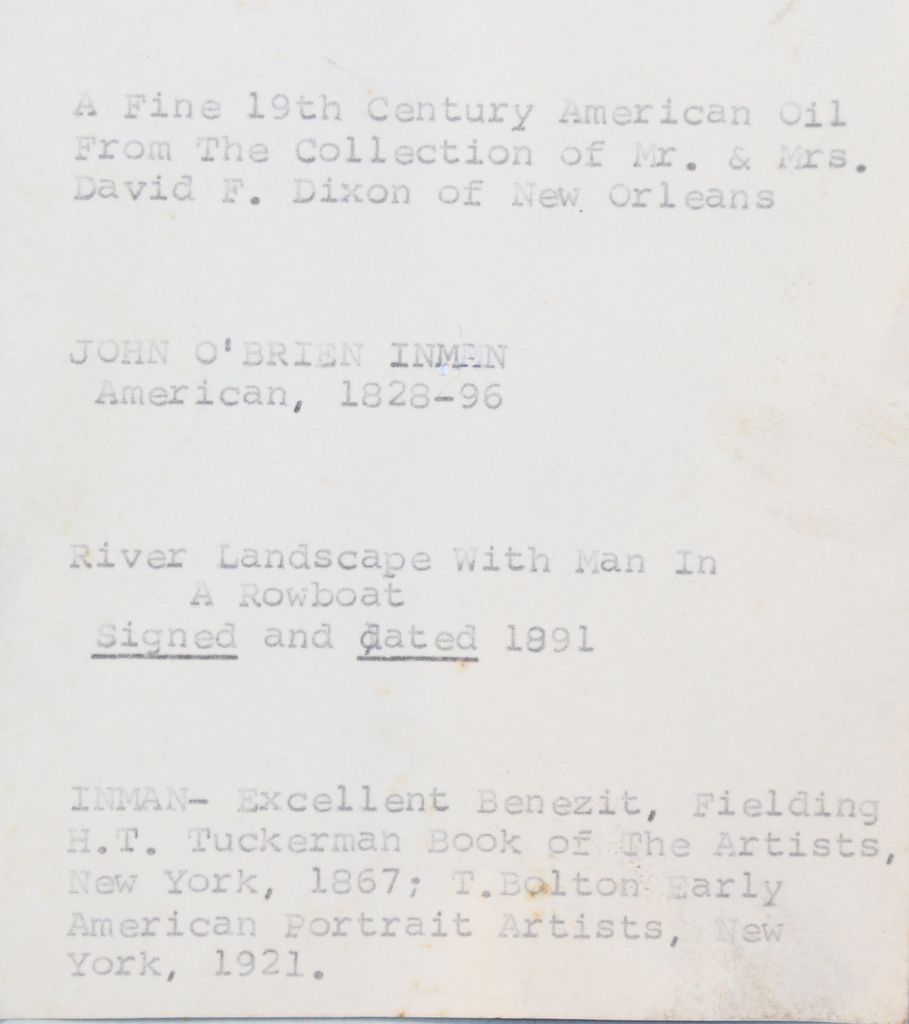 A Fine 19th Century American Oil
From The Collection of Mr. & Mrs.
David F. Dixon of New Orleans
JOHN O'BRIEN INMAN
American, 1828-96
River Landscape With Man In
A Rowboat
Signed and dated 1891
INMAN- Excellent Benezit, Fielding
H.T. Tuckerman Book of The Artists,
New York, 1867; T.Bolton Early
American Portrait Artists, New
York, 1921.